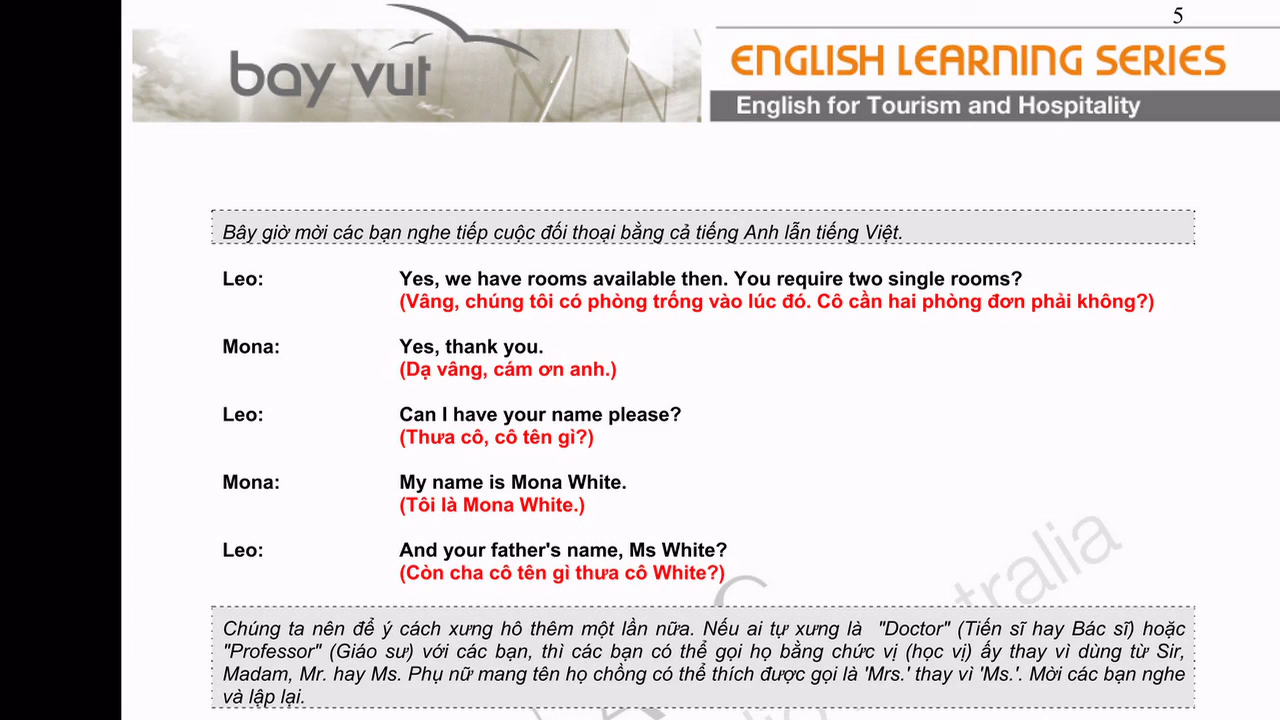 5
bay vut
ENGLISH LEARNING SERIES
English for Tourism and Hospitality
Bây giờ mời các bạn nghe tiếp cuộc đối thoại bằng cả tiếng Anh lẫn tiếng Việt.
Leo: Yes, we have rooms available then. You require two single rooms?
(Vâng, chúng tôi có phòng trống vào lúc đó. Cô cần hai phòng đơn phải không?)
Mona: Yes, thank you.
(Dạ vâng, cám ơn anh.)
Leo: Can I have your name please?
(Thưa cô, cô tên gì?)
Mona: My name is Mona White.
(Tôi là Mona White.)
Leo: And your father's name, Ms White?
(Còn cha cô tên gì thưa cô White?)
Chúng ta nên để ý cách xưng hô thêm một lần nữa. Nếu ai tự xưng là "Doctor" (Tiến sĩ hay Bác sĩ) hoặc
"Professor" (Giáo sư) với các bạn, thì các bạn có thể gọi họ bằng chức vị (học vị) ấy thay vì dùng từ Sir,
Madam, Mr. hay Ms. Phụ nữ mang tên họ chồng có thể thích được gọi là 'Mrs.' thay vì 'Ms.'. Mời các bạn nghe
và lập lại.